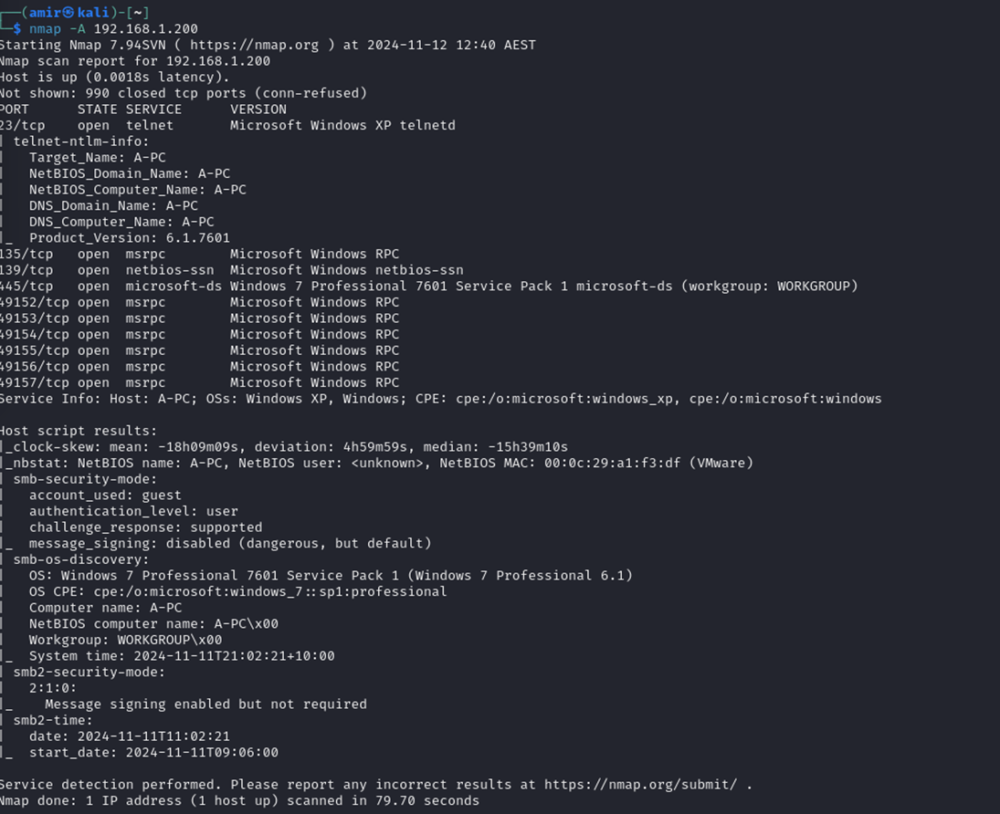 (amir㉿kali)-[~]
$ nmap -A 192.168.1.200
Starting Nmap 7.94SVN ( https://nmap.org ) at 2024-11-12 12:40 AEST
Nmap scan report for 192.168.1.200
Host is up (0.0018s latency).
Not shown: 990 closed tcp ports (conn-refused)
PORT      STATE SERVICE      VERSION
23/tcp    open  telnet       Microsoft Windows XP telnetd
| telnet-ntlm-info:
|   Target_Name: A-PC
|   NetBIOS_Domain_Name: A-PC
|   NetBIOS_Computer_Name: A-PC
|   DNS_Domain_Name: A-PC
|   DNS_Computer_Name: A-PC
|_  Product_Version: 6.1.7601
135/tcp   open  msrpc        Microsoft Windows RPC
139/tcp   open  netbios-ssn  Microsoft Windows netbios-ssn
445/tcp   open  microsoft-ds Windows 7 Professional 7601 Service Pack 1 microsoft-ds (workgroup: WORKGROUP)
49152/tcp open  msrpc        Microsoft Windows RPC
49153/tcp open  msrpc        Microsoft Windows RPC
49154/tcp open  msrpc        Microsoft Windows RPC
49155/tcp open  msrpc        Microsoft Windows RPC
49156/tcp open  msrpc        Microsoft Windows RPC
49157/tcp open  msrpc        Microsoft Windows RPC
Service Info: Host: A-PC; OSs: Windows XP, Windows; CPE: cpe:/o:microsoft:windows_xp, cpe:/o:microsoft:windows

Host script results:
|_clock-skew: mean: -18h09m09s, deviation: 4h59m59s, median: -15h39m10s
|_nbstat: NetBIOS name: A-PC, NetBIOS user: <unknown>, NetBIOS MAC: 00:0c:29:a1:f3:df (VMware)
| smb-security-mode:
|   account_used: guest
|   authentication_level: user
|   challenge_response: supported
|_  message_signing: disabled (dangerous, but default)
| smb-os-discovery:
|   OS: Windows 7 Professional 7601 Service Pack 1 (Windows 7 Professional 6.1)
|   OS CPE: cpe:/o:microsoft:windows_7::sp1:professional
|   Computer name: A-PC
|   NetBIOS computer name: A-PC\x00
|   Workgroup: WORKGROUP\x00
|_  System time: 2024-11-11T21:02:21+10:00
| smb2-security-mode:
|   2:1:0:
|_    Message signing enabled but not required
| smb2-time:
|   date: 2024-11-11T11:02:21
|_  start_date: 2024-11-11T09:06:00

Service detection performed. Please report any incorrect results at https://nmap.org/submit/ .
Nmap done: 1 IP address (1 host up) scanned in 79.70 seconds